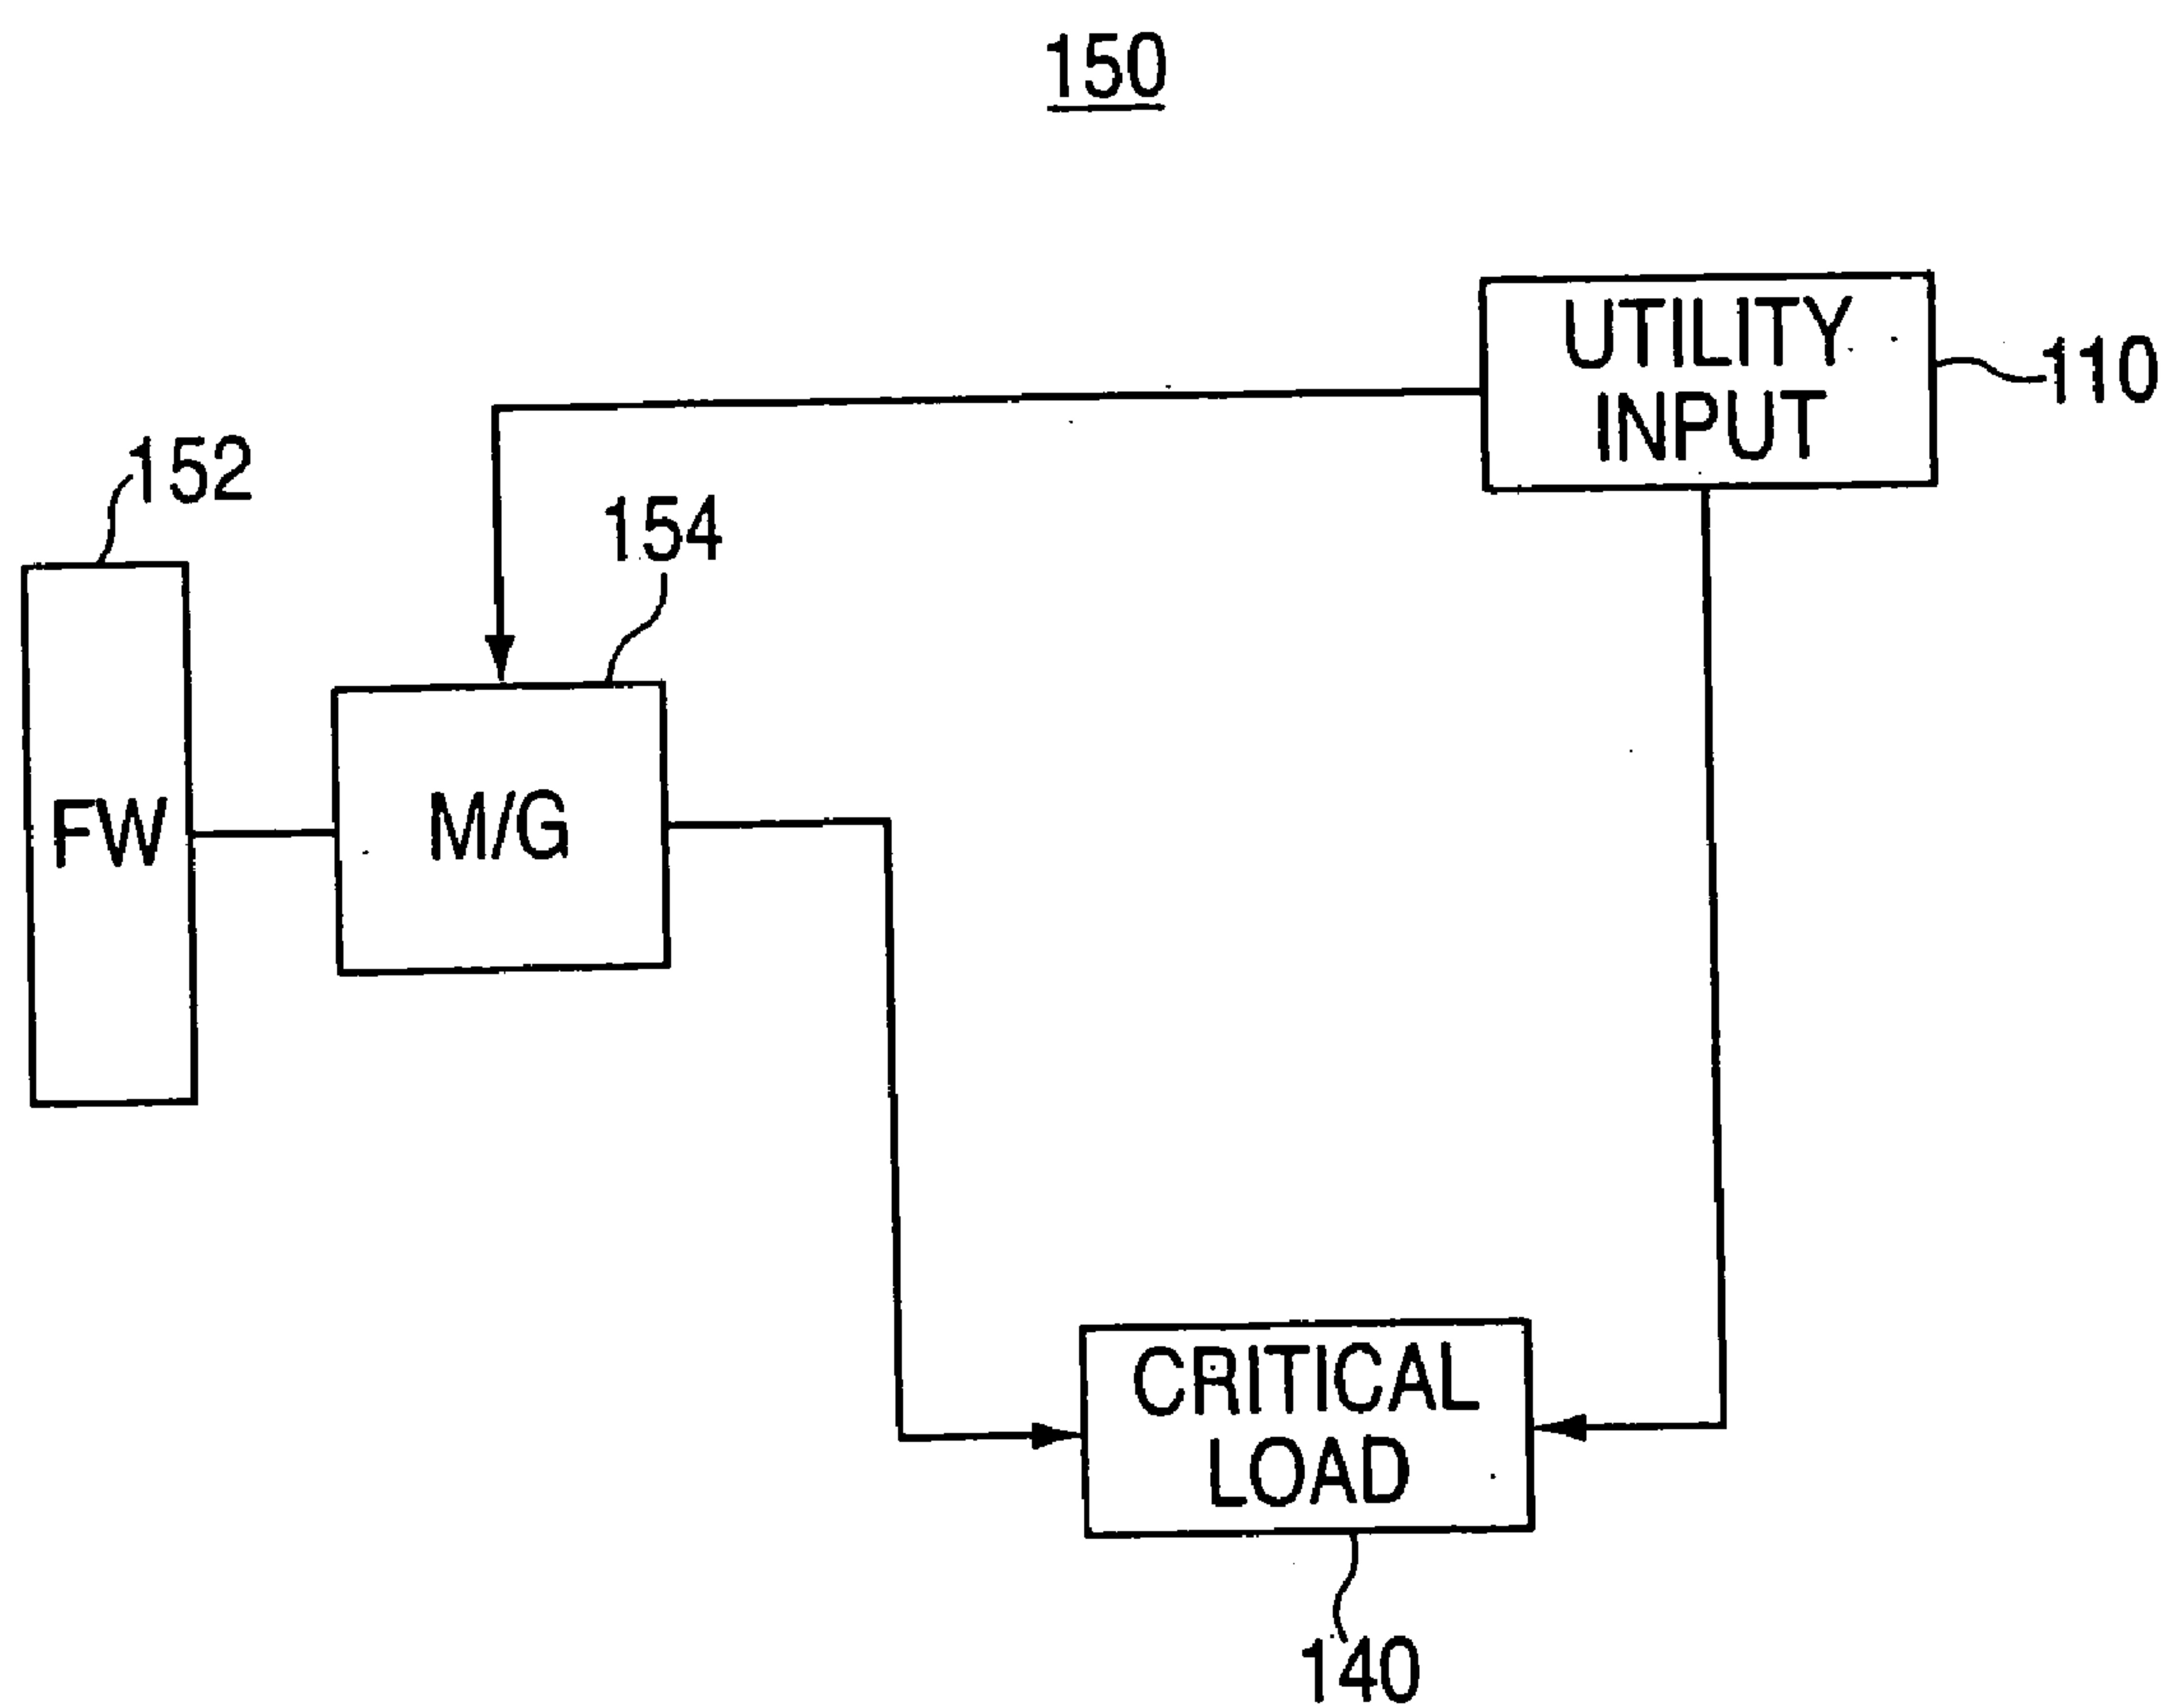 150
UTILITY
INPUT
110
152
154
FW
M/G
CRITICAL
LOAD
140